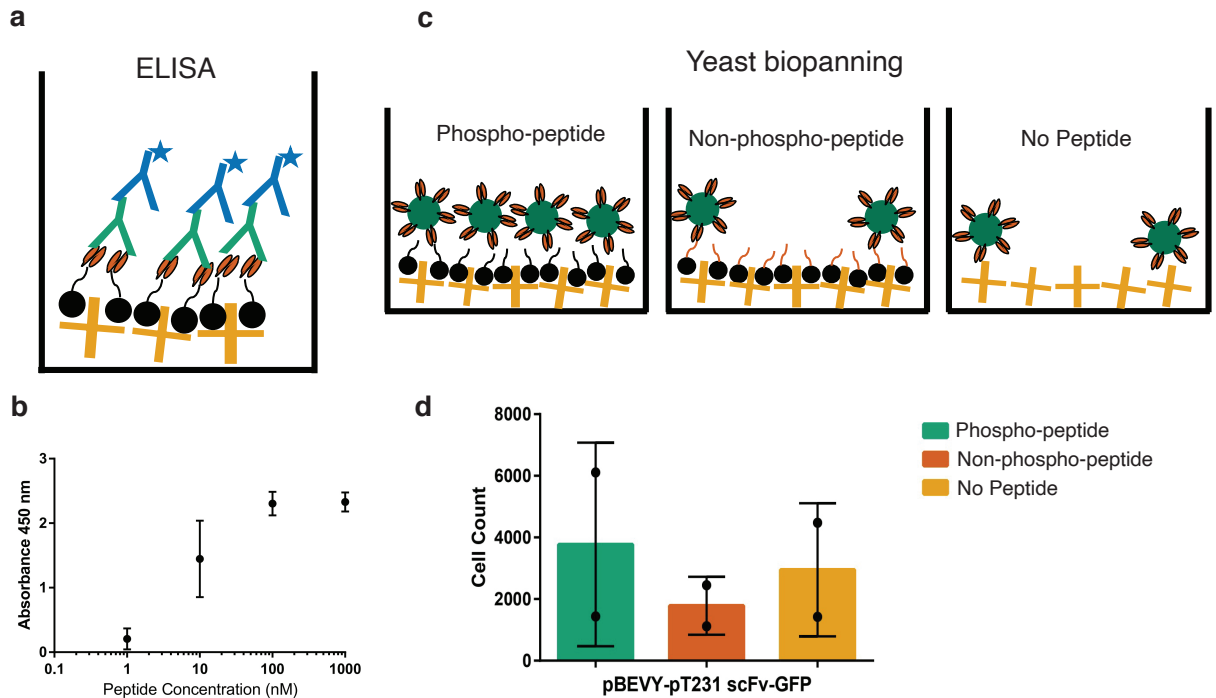 a
ELISA
c
Yeast biopanning
Phospho-peptide
Non-phospho-peptide
No Peptide
b
3
2
1
0
Absorbance 450 nm
0.1
1
10
100
1000
Peptide Concentration (nM)
d
8000
6000
4000
2000
0
Cell Count
pBEVY-pT231 scFv-GFP
Phospho-peptide
Non-phospho-peptide
No Peptide